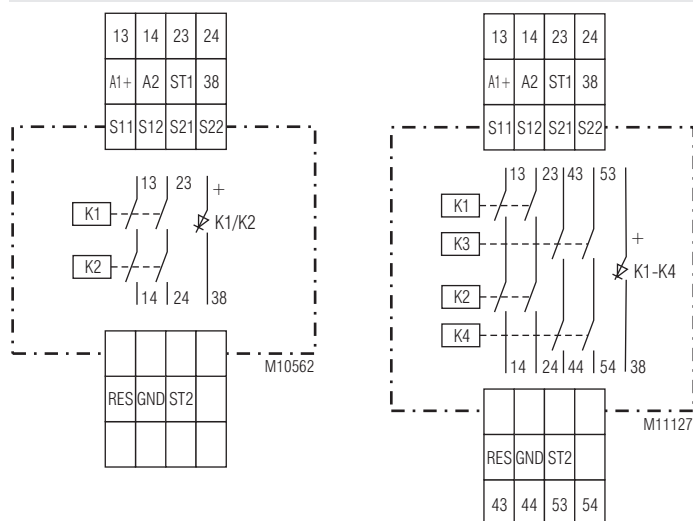 13 14 23 24
A1+ A2 ST1 38
S11 S12 S21 S22
13 23 +
K1
K1/K2
K2
14 24 38
M10562
RES GND ST2
13 14 23 24
A1+ A2 ST1 38
S11 S12 S21 S22
13 23 43 53
K1
K3
+
K1-K4
K2
K4
14 24 44 54 38
M11127
RES GND ST2
43 44 53 54